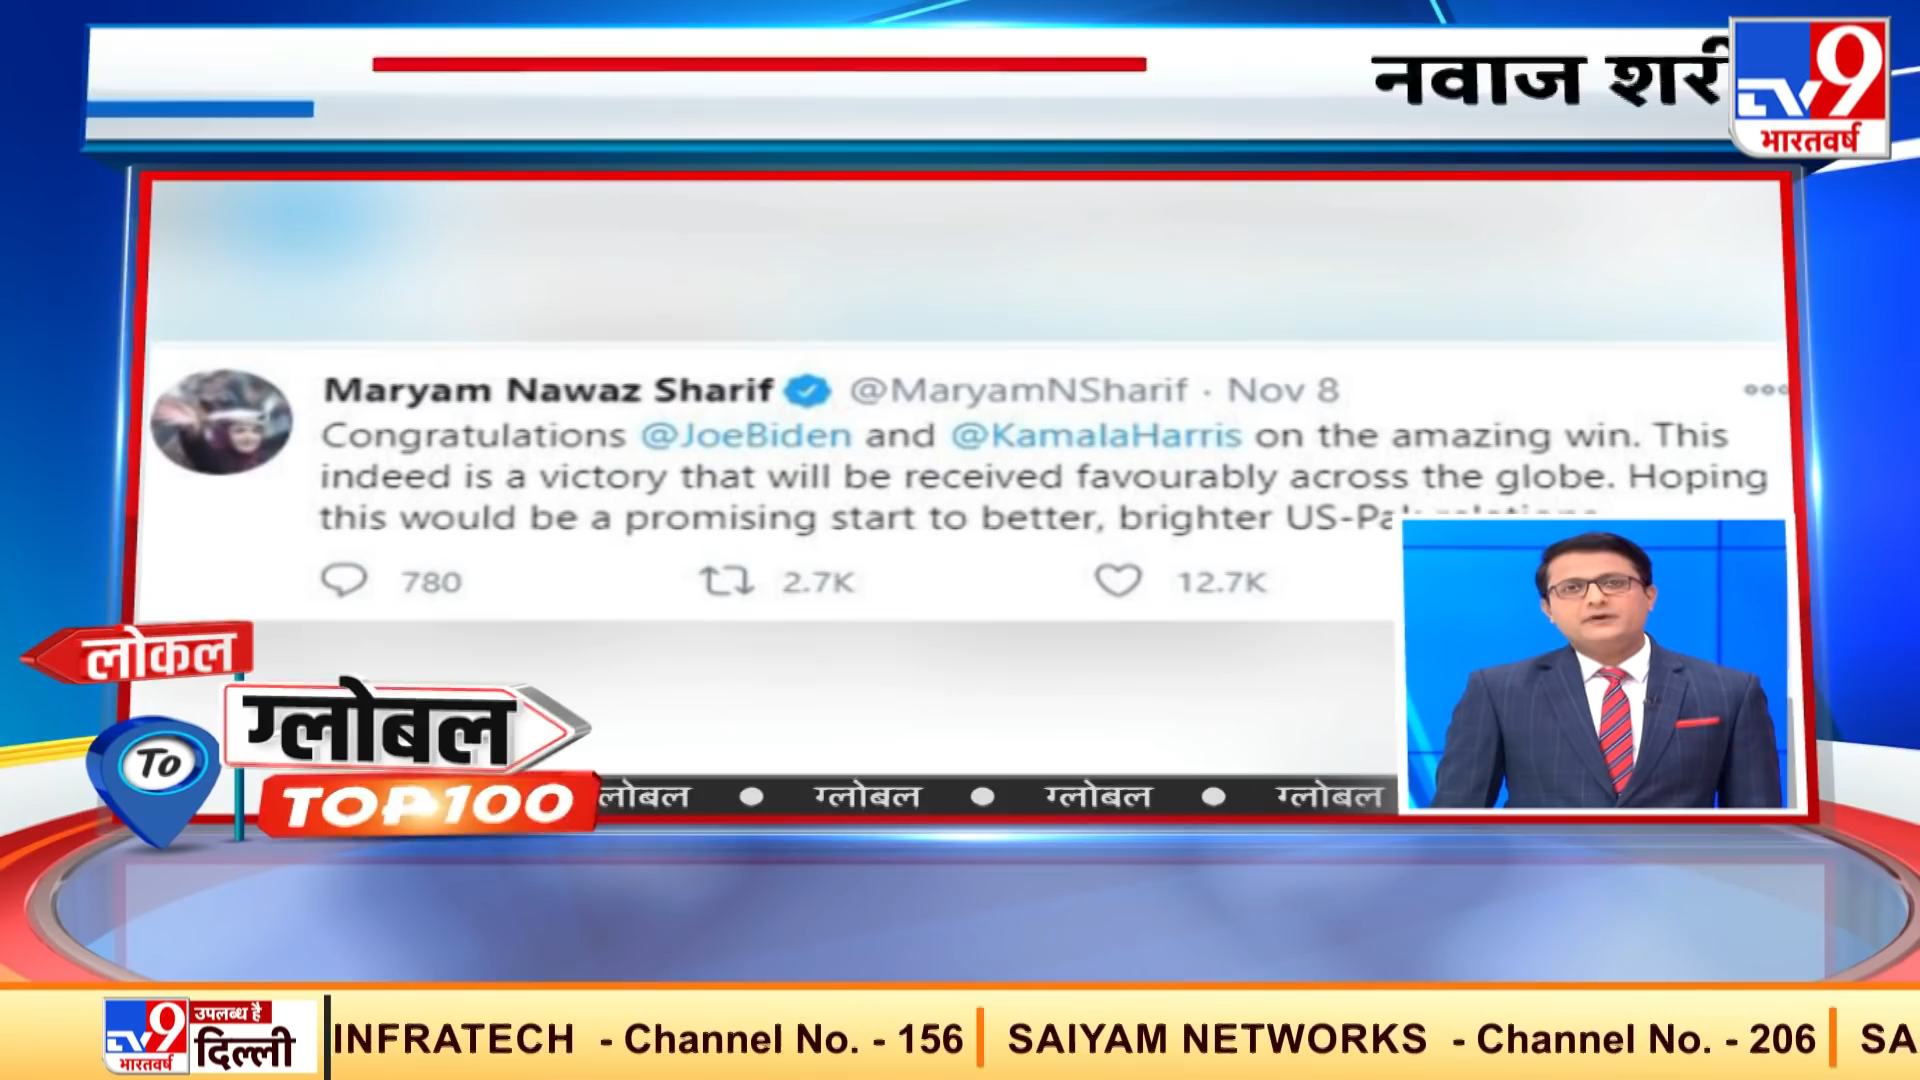 नवाज शरी
TV9
भारतवर्ष
Maryam Nawaz Sharif @MaryamNSharif · Nov 8
Congratulations @JoeBiden and @KamalaHarris on the amazing win. This
indeed is a victory that will be received favourably across the globe. Hoping
this would be a promising start to better, brighter US-Pak relations
780 2.7K 12.7K
लोकल
To
ग्लोबल
TOP 100
लोबल ● ग्लोबल ● ग्लोबल ● ग्लोबल
TV9
भारतवर्ष
उपलब्ध है
दिल्ली
INFRATECH - Channel No. - 156 | SAIYAM NETWORKS - Channel No. - 206 | SA